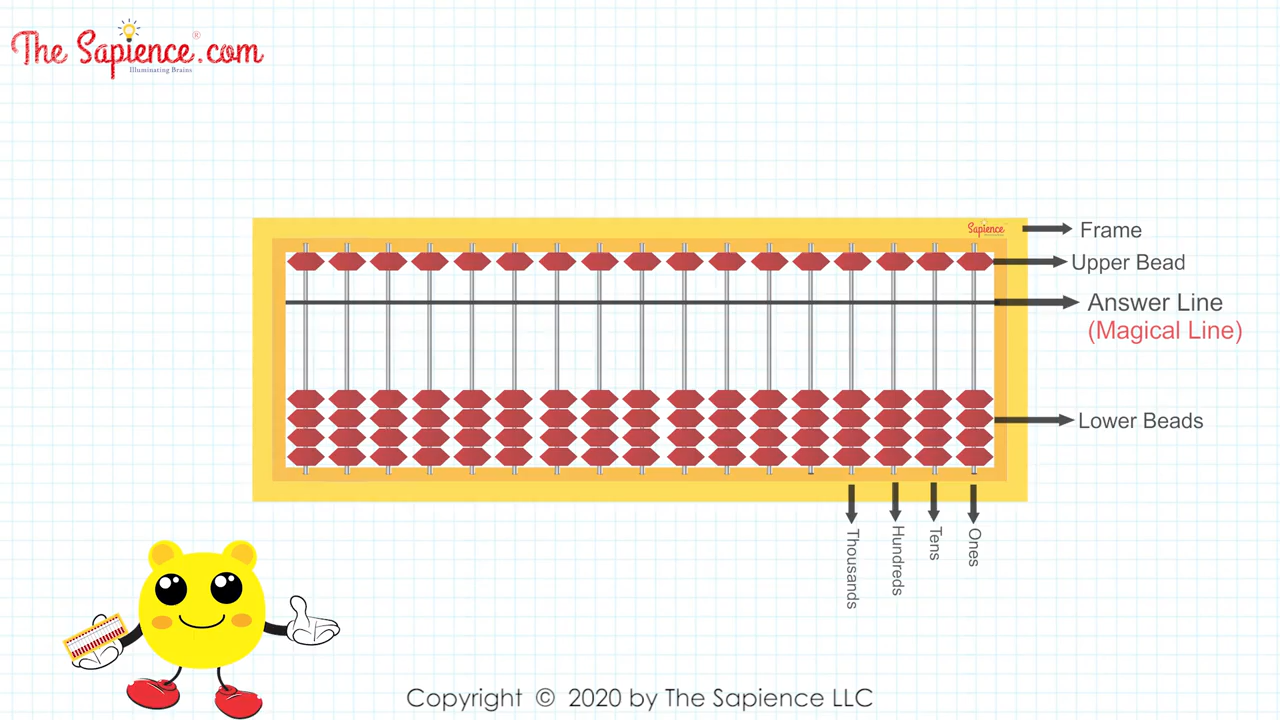 The Sapience.com®
Illuminating Brains
Sapience
Frame
Upper Bead
Answer Line
(Magical Line)
Lower Beads
Thousands
Hundreds
Tens
Ones
Copyright © 2020 by The Sapience LLC